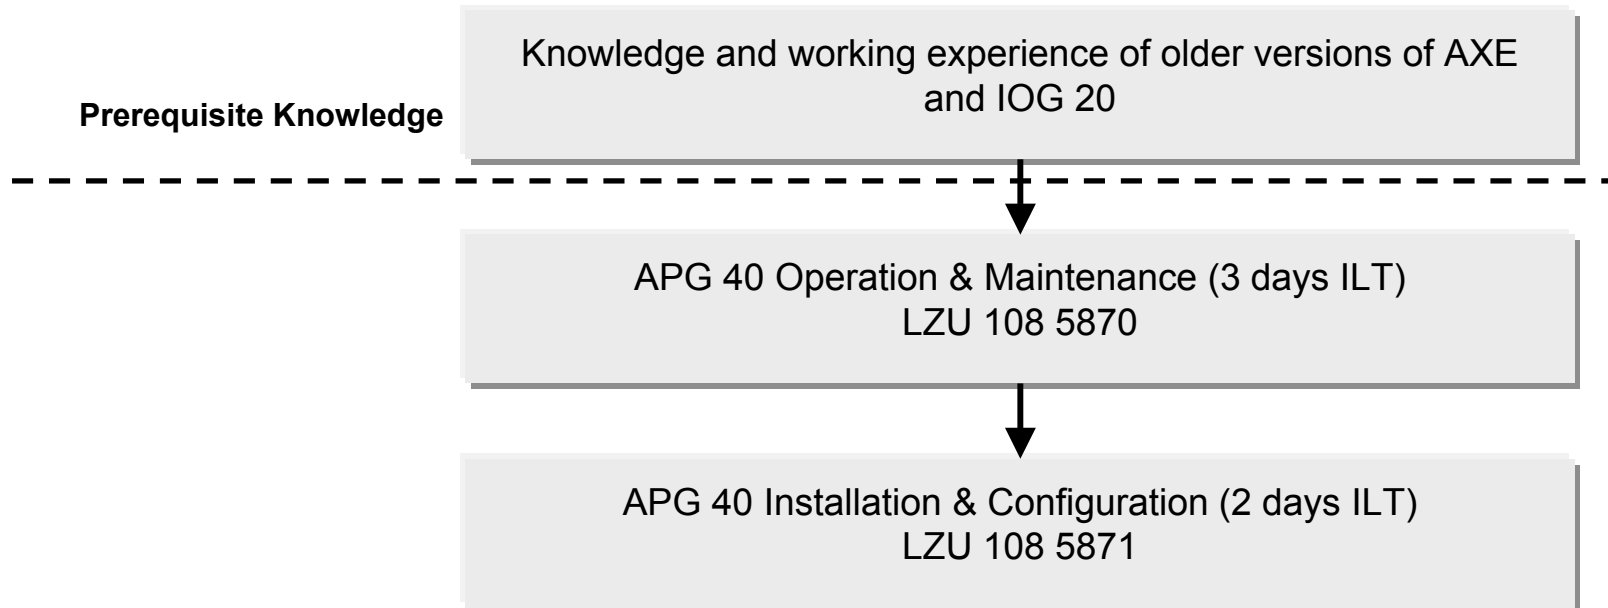 Prerequisite Knowledge
Knowledge and working experience of older versions of AXE
and IOG 20
APG 40 Operation & Maintenance (3 days ILT)
LZU 108 5870
APG 40 Installation & Configuration (2 days ILT)
LZU 108 5871